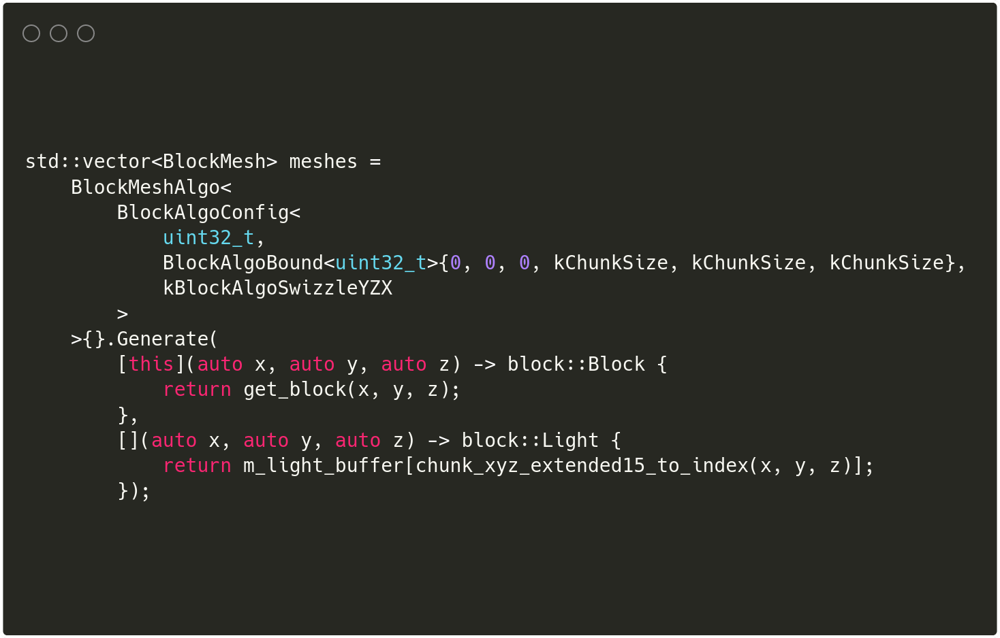 std::vector<BlockMesh> meshes =
    BlockMeshAlgo<
        BlockAlgoConfig<
            uint32_t,
            BlockAlgoBound<uint32_t>{0, 0, 0, kChunkSize, kChunkSize, kChunkSize},
            kBlockAlgoSwizzleYZX
        >
    >{}.Generate(
        [this](auto x, auto y, auto z) -> block::Block {
            return get_block(x, y, z);
        },
        [](auto x, auto y, auto z) -> block::Light {
            return m_light_buffer[chunk_xyz_extended15_to_index(x, y, z)];
        });